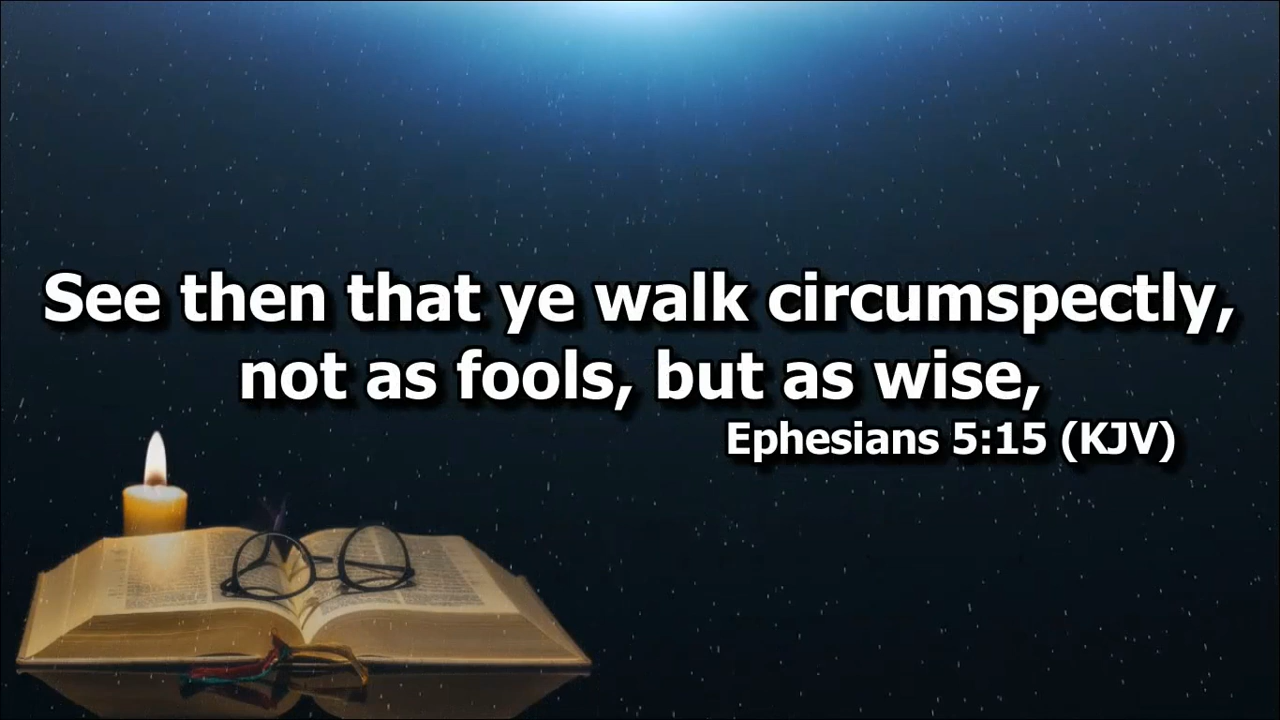 See then that ye walk circumspectly,
not as fools, but as wise,
Ephesians 5:15 (KJV)